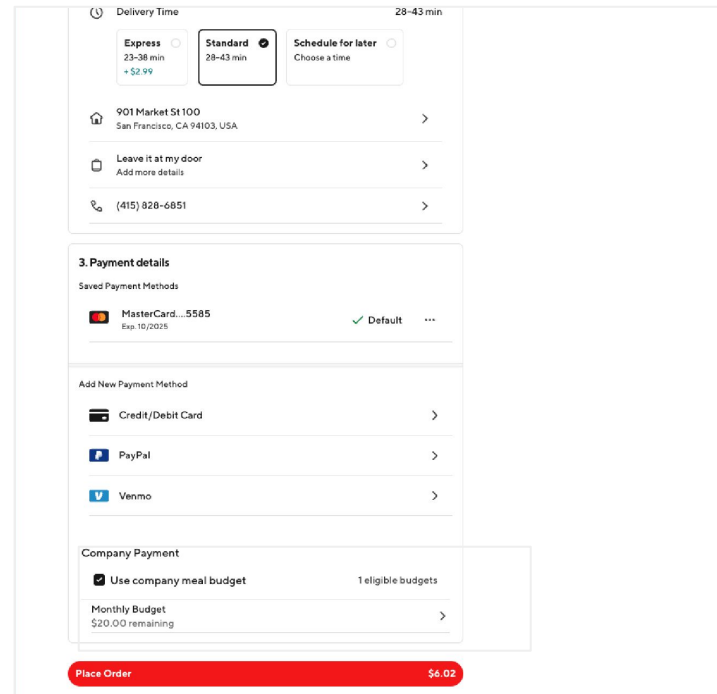 Delivery Time 28-43 min
Express
23-38 min
+ $2.99
Standard
28-43 min
Schedule for later
Choose a time
901 Market St 100
San Francisco, CA 94103, USA
Leave it at my door
Add more details
(415) 828-6851
3. Payment details
Saved Payment Methods
MasterCard....5585
Exp. 10/2025
Default
Add New Payment Method
Credit/Debit Card
PayPal
Venmo
Company Payment
Use company meal budget 1 eligible budgets
Monthly Budget
$20.00 remaining
Place Order $6.02